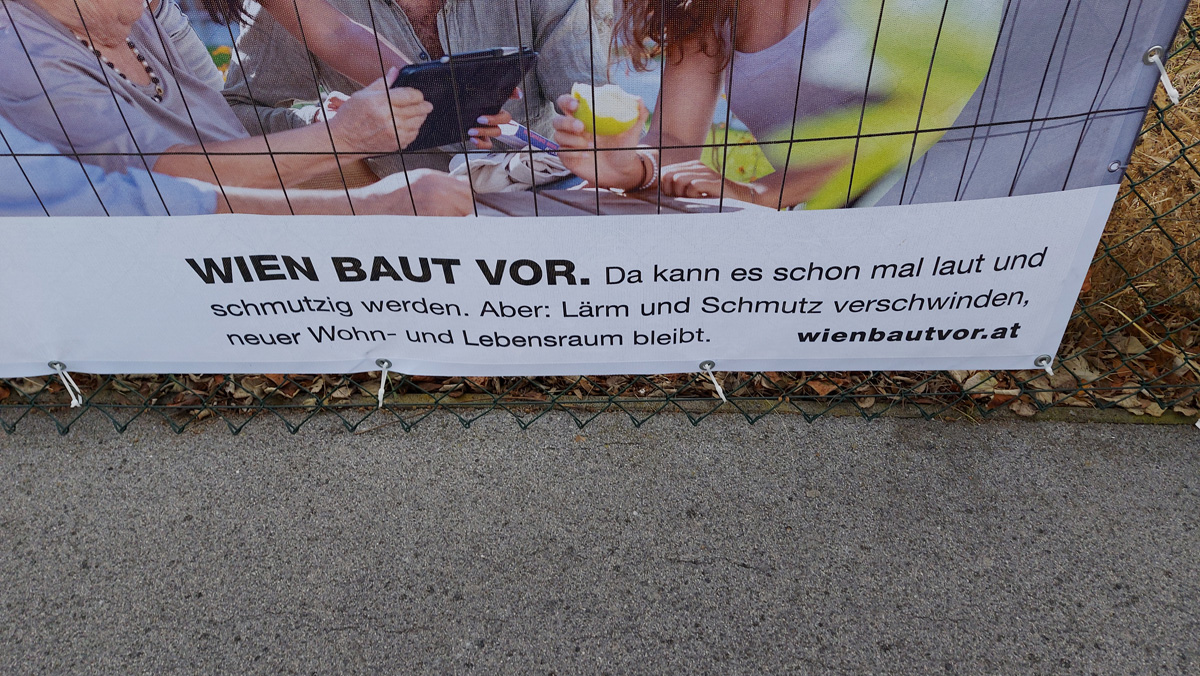 WIEN BAUT VOR. Da kann es schon mal laut und
schmutzig werden. Aber: Lärm und Schmutz verschwinden,
neuer Wohn- und Lebensraum bleibt. wienbautvor.at